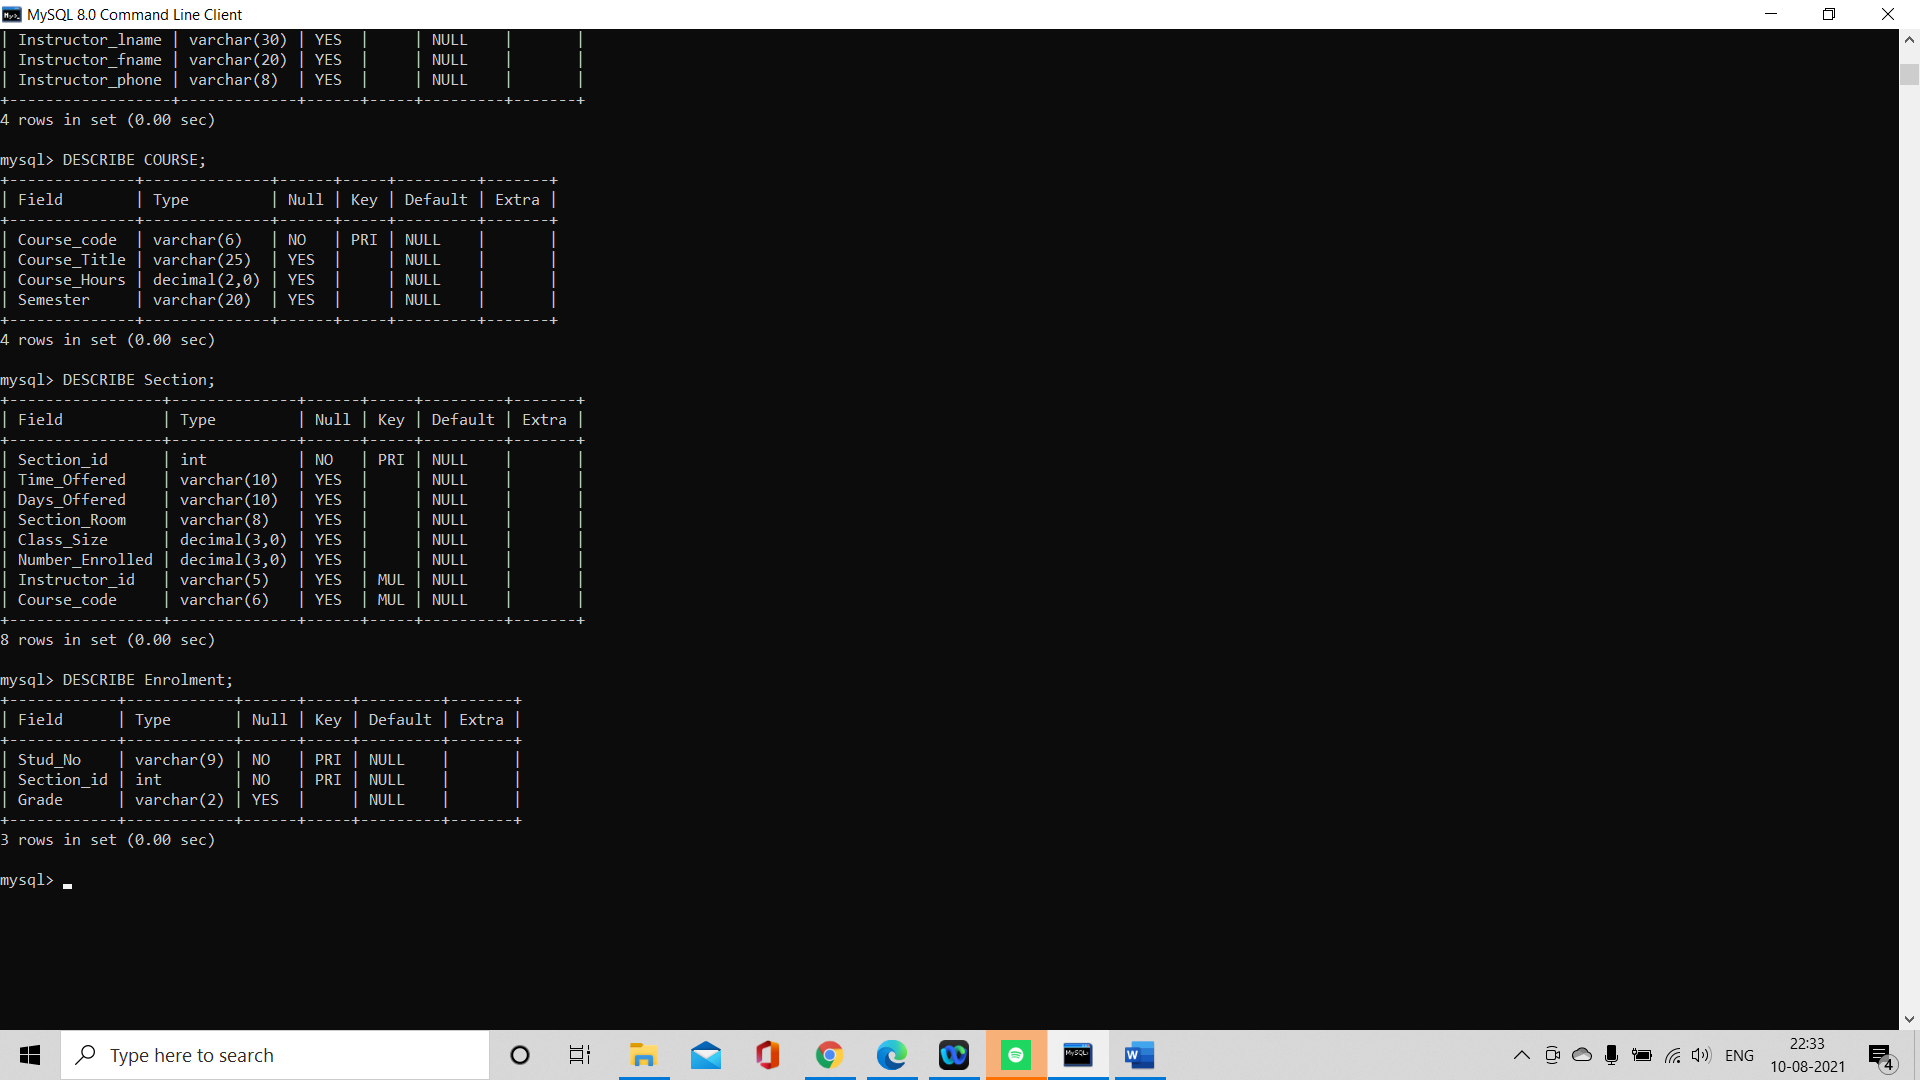 MySQL 8.0 Command Line Client
| Instructor_lname | varchar(30) | YES  |     | NULL    |       |
| Instructor_fname | varchar(20) | YES  |     | NULL    |       |
| Instructor_phone | varchar(8)  | YES  |     | NULL    |       |
+------------------+-------------+------+-----+---------+-------+
4 rows in set (0.00 sec)
mysql> DESCRIBE COURSE;
+--------------+--------------+------+-----+---------+-------+
| Field        | Type         | Null | Key | Default | Extra |
+--------------+--------------+------+-----+---------+-------+
| Course_code  | varchar(6)   | NO   | PRI | NULL    |       |
| Course_Title | varchar(25)  | YES  |     | NULL    |       |
| Course_Hours | decimal(2,0) | YES  |     | NULL    |       |
| Semester     | varchar(20)  | YES  |     | NULL    |       |
+--------------+--------------+------+-----+---------+-------+
4 rows in set (0.00 sec)
mysql> DESCRIBE Section;
+-----------------+--------------+------+-----+---------+-------+
| Field           | Type         | Null | Key | Default | Extra |
+-----------------+--------------+------+-----+---------+-------+
| Section_id      | int          | NO   | PRI | NULL    |       |
| Time_Offered    | varchar(10)  | YES  |     | NULL    |       |
| Days_Offered    | varchar(10)  | YES  |     | NULL    |       |
| Section_Room    | varchar(8)   | YES  |     | NULL    |       |
| Class_Size      | decimal(3,0) | YES  |     | NULL    |       |
| Number_Enrolled | decimal(3,0) | YES  |     | NULL    |       |
| Instructor_id   | varchar(5)   | YES  | MUL | NULL    |       |
| Course_code     | varchar(6)   | YES  | MUL | NULL    |       |
+-----------------+--------------+------+-----+---------+-------+
8 rows in set (0.00 sec)
mysql> DESCRIBE Enrolment;
+------------+------------+------+-----+---------+-------+
| Field      | Type       | Null | Key | Default | Extra |
+------------+------------+------+-----+---------+-------+
| Stud_No    | varchar(9) | NO   | PRI | NULL    |       |
| Section_id | int        | NO   | PRI | NULL    |       |
| Grade      | varchar(2) | YES  |     | NULL    |       |
+------------+------------+------+-----+---------+-------+
3 rows in set (0.00 sec)
mysql> _
Type here to search
ENG
22:33
10-08-2021
4